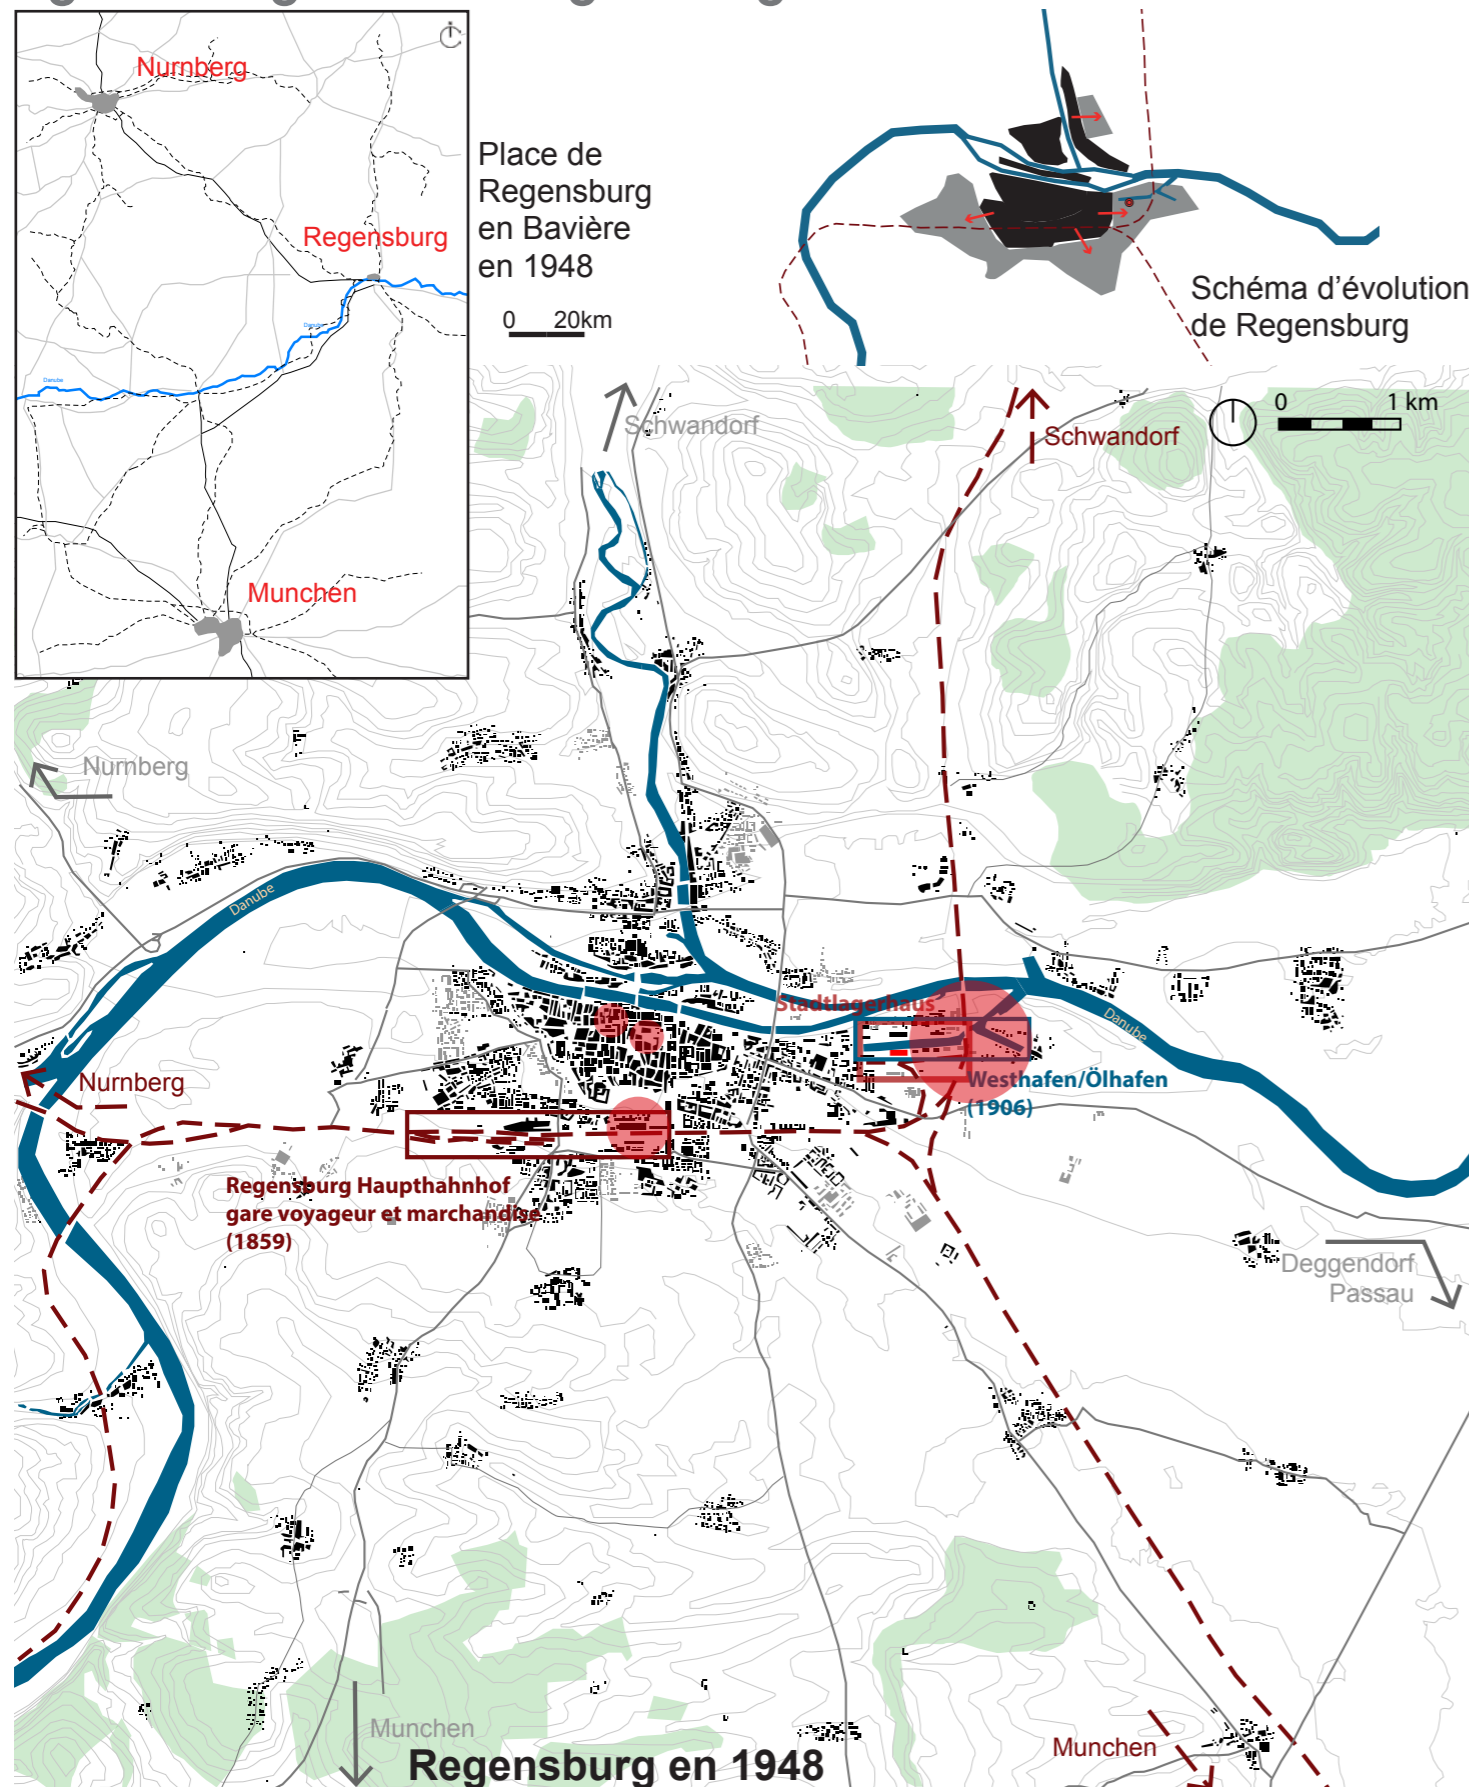 Nurnberg
Regensburg
Danube
Danube
Munchen
Place de
Regensburg
en Bavière
en 1948
0 20km
Schéma d'évolution
de Regensburg
0 1 km
Schwandorf
Schwandorf
Nurnberg
Danube
Stadtlagerhaus
Danube
Nurnberg
Westhafen/Ölhafen
(1906)
Regensburg Haupthahnhof
gare voyageur et marchandise
(1859)
Deggendorf
Passau
Munchen
Munchen
Regensburg en 1948